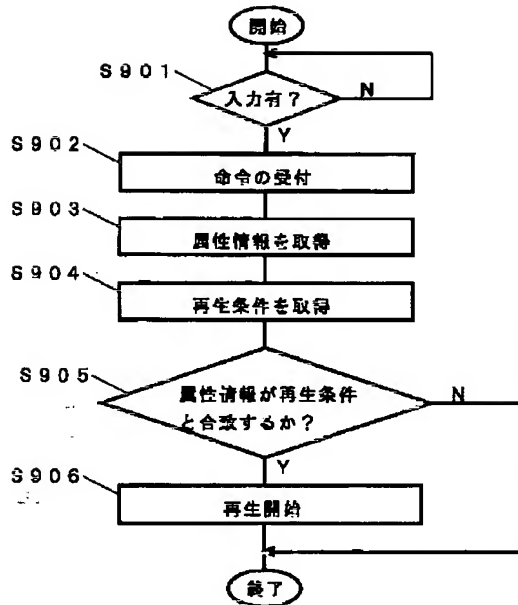 開始
S901
入力有?
N
Y
S902
命令の受付
S903
属性情報を取得
S904
再生条件を取得
S905
属性情報が再生条件
と合致するか?
N
Y
S906
再生開始
終了